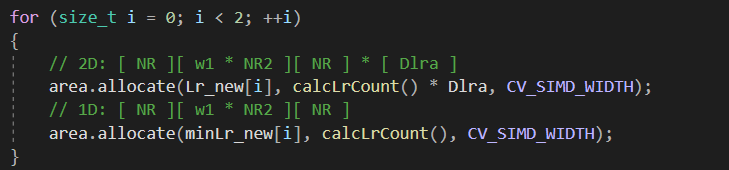 for (size_t i = 0; i < 2; ++i)
{
// 2D: [ NR ][ w1 * NR2 ][ NR ] * [ Dlra ]
area.allocate(Lr_new[i], calcLrCount() * Dlra, CV_SIMD_WIDTH);
// 1D: [ NR ][ w1 * NR2 ][ NR ]
area.allocate(minLr_new[i], calcLrCount(), CV_SIMD_WIDTH);
}